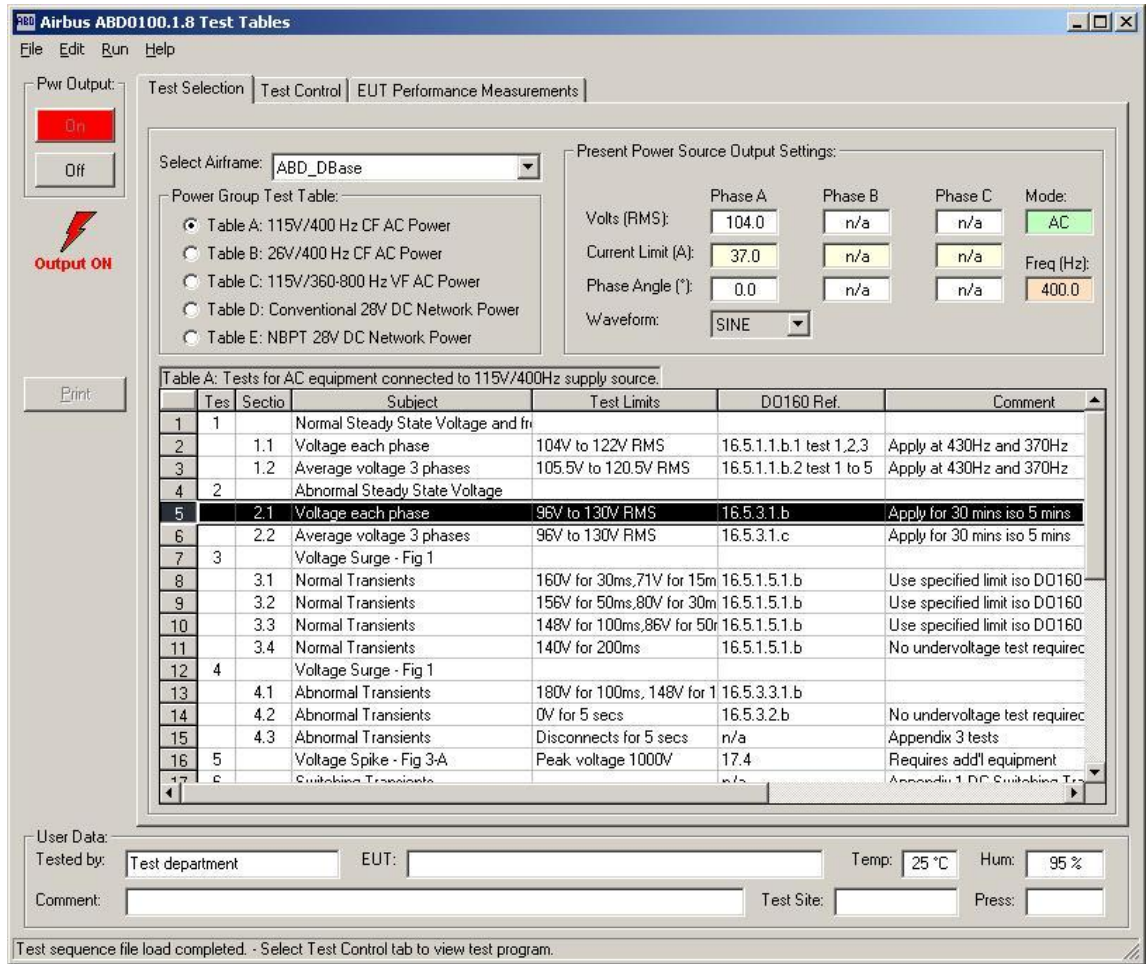 ABD Airbus ABD0100.1.8 Test Tables
File Edit Run Help
Pwr Output:
On
Off
Output ON
Print
Test Selection Test Control EUT Performance Measurements
Select Airframe: ABD_DBase
Power Group Test Table:
Table A: 115V/400 Hz CF AC Power
Table B: 26V/400 Hz CF AC Power
Table C: 115V/360-800 Hz VF AC Power
Table D: Conventional 28V DC Network Power
Table E: NBPT 28V DC Network Power
Present Power Source Output Settings:
Phase A Phase B Phase C Mode:
Volts (RMS): 104.0 n/a n/a AC
Current Limit (A): 37.0 n/a n/a Freq (Hz):
Phase Angle (°): 0.0 n/a n/a 400.0
Waveform: SINE
Table A: Tests for AC equipment connected to 115V/400Hz supply source.
Tes Sectio Subject Test Limits DO160 Ref. Comment
1 1 Normal Steady State Voltage and fr
2 1.1 Voltage each phase 104V to 122V RMS 16.5.1.1.b.1 test 1,2,3 Apply at 430Hz and 370Hz
3 1.2 Average voltage 3 phases 105.5V to 120.5V RMS 16.5.1.1.b.2 test 1 to 5 Apply at 430Hz and 370Hz
4 2 Abnormal Steady State Voltage
5 2.1 Voltage each phase 96V to 130V RMS 16.5.3.1.b Apply for 30 mins iso 5 mins
6 2.2 Average voltage 3 phases 96V to 130V RMS 16.5.3.1.c Apply for 30 mins iso 5 mins
7 3 Voltage Surge - Fig 1
8 3.1 Normal Transients 160V for 30ms,71V for 15m 16.5.1.5.1.b Use specified limit iso DO160
9 3.2 Normal Transients 156V for 50ms,80V for 30m 16.5.1.5.1.b Use specified limit iso DO160
10 3.3 Normal Transients 148V for 100ms,86V for 50 16.5.1.5.1.b Use specified limit iso DO160
11 3.4 Normal Transients 140V for 200ms 16.5.1.5.1.b No undervoltage test required
12 4 Voltage Surge - Fig 1
13 4.1 Abnormal Transients 180V for 100ms, 148V for 1 16.5.3.3.1.b
14 4.2 Abnormal Transients 0V for 5 secs 16.5.3.2.b No undervoltage test required
15 4.3 Abnormal Transients Disconnects for 5 secs n/a Appendix 3 tests
16 5 Voltage Spike - Fig 3-A Peak voltage 1000V 17.4 Requires add'l equipment
17 6 Switching Transients n/a Appendix 1 DC Switching Tra
User Data:
Tested by: Test department EUT: Temp: 25 °C Hum: 95 %
Comment: Test Site: Press:
Test sequence file load completed. - Select Test Control tab to view test program.